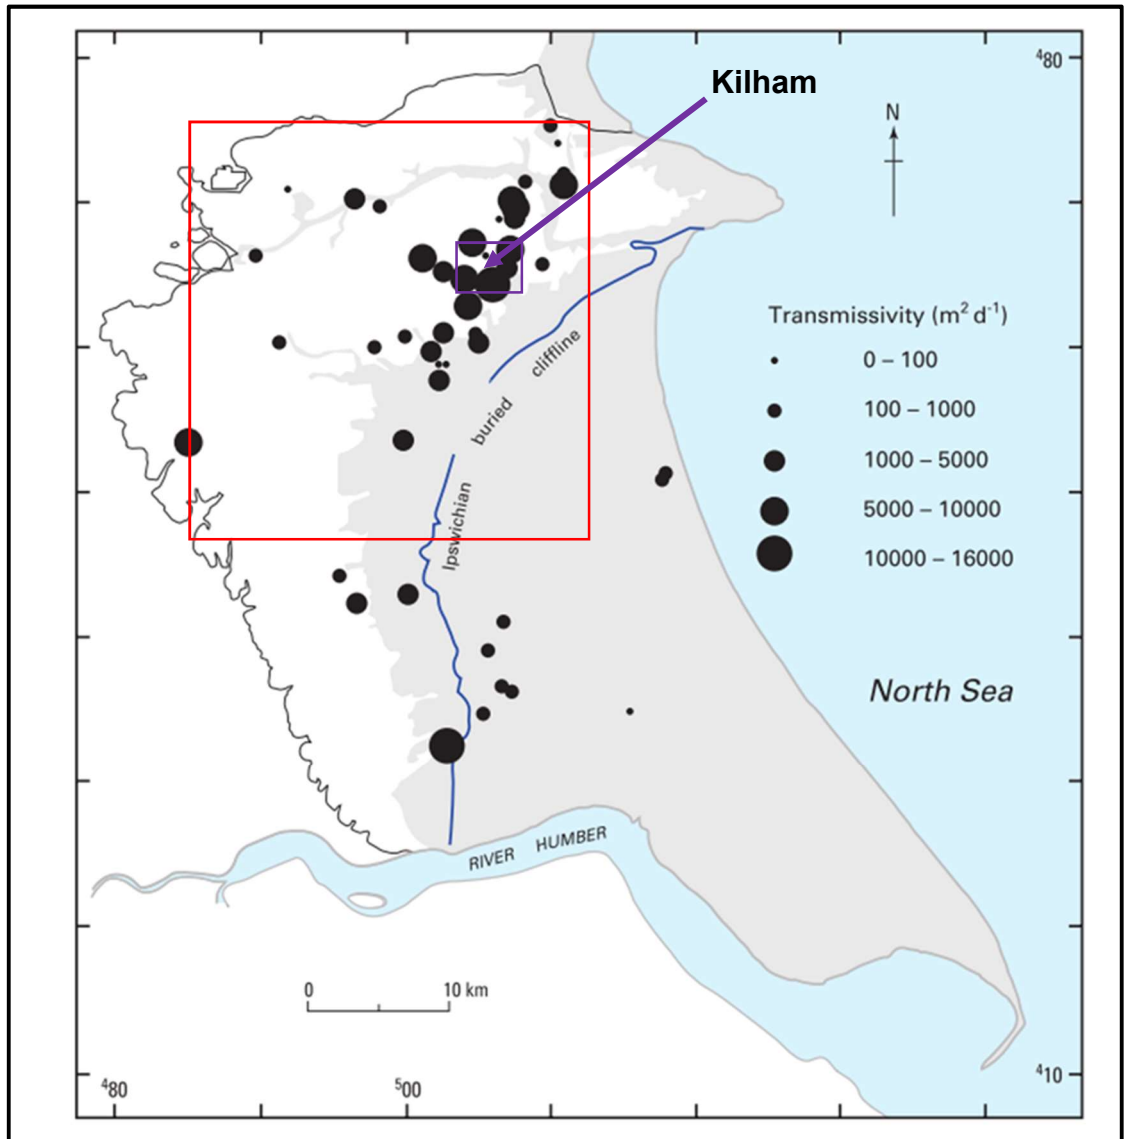 Kilham
⁴80
N
Transmissivity (m² d⁻¹)
0 – 100
100 – 1000
1000 – 5000
5000 – 10000
10000 – 16000
cliffline
buried
Ipswichian
North Sea
RIVER HUMBER
0 10 km
⁴80
⁵00
⁴10